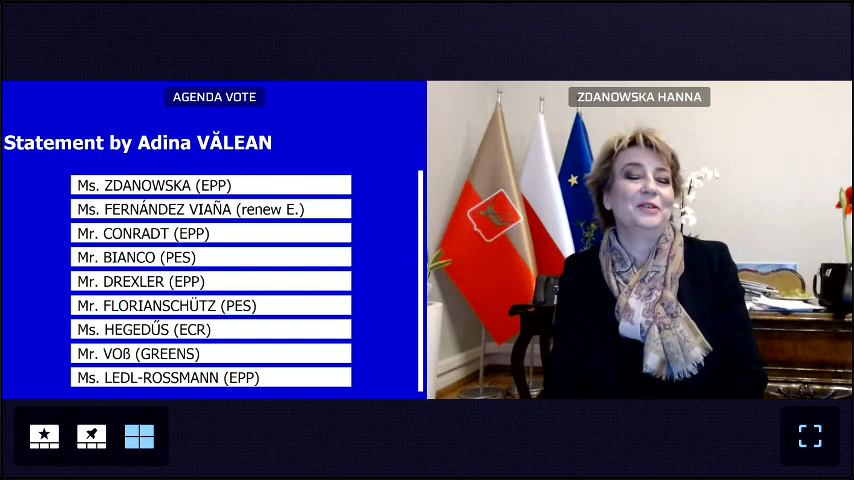 AGENDA VOTE
Statement by Adina VĂLEAN
Ms. ZDANOWSKA (EPP)
Ms. FERNÁNDEZ VIAÑA (renew E.)
Mr. CONRADT (EPP)
Mr. BIANCO (PES)
Mr. DREXLER (EPP)
Mr. FLORIANSCHÜTZ (PES)
Ms. HEGEDŰS (ECR)
Mr. VOß (GREENS)
Ms. LEDL-ROSSMANN (EPP)
ZDANOWSKA HANNA